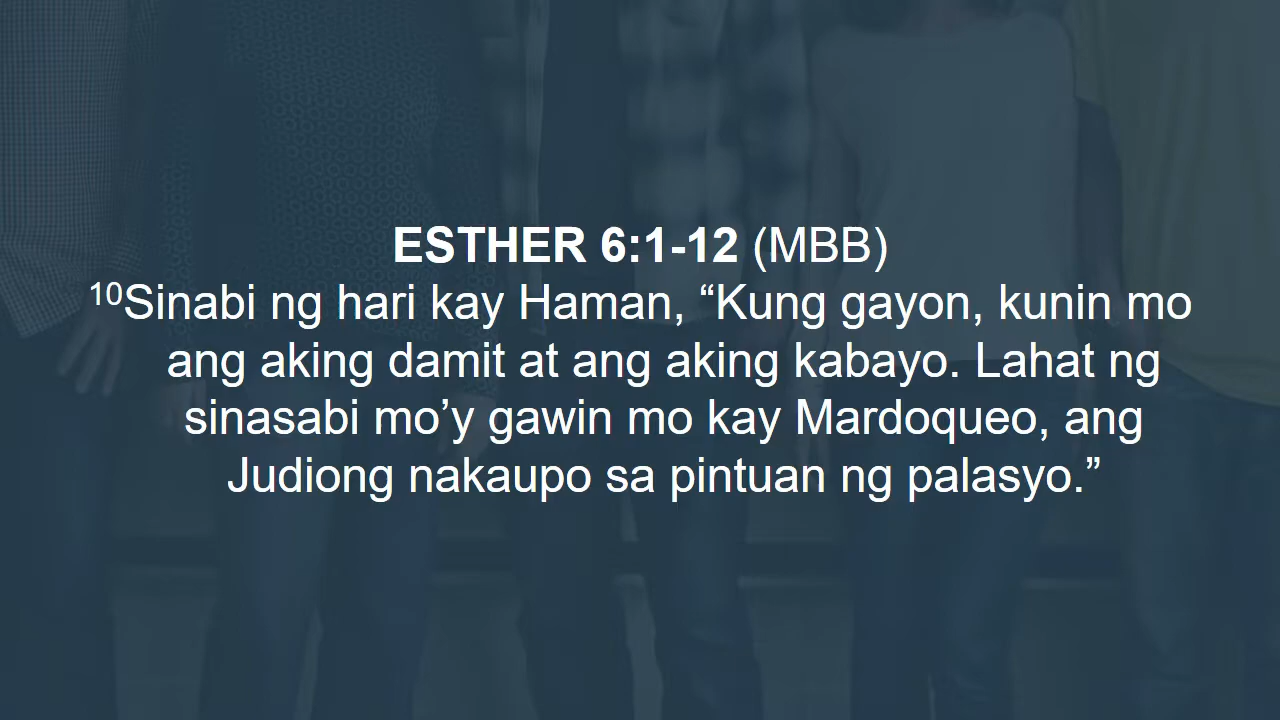 ESTHER 6:1-12 (MBB)
¹⁰Sinabi ng hari kay Haman, “Kung gayon, kunin mo
ang aking damit at ang aking kabayo. Lahat ng
sinasabi mo’y gawin mo kay Mardoqueo, ang
Judiong nakaupo sa pintuan ng palasyo.”